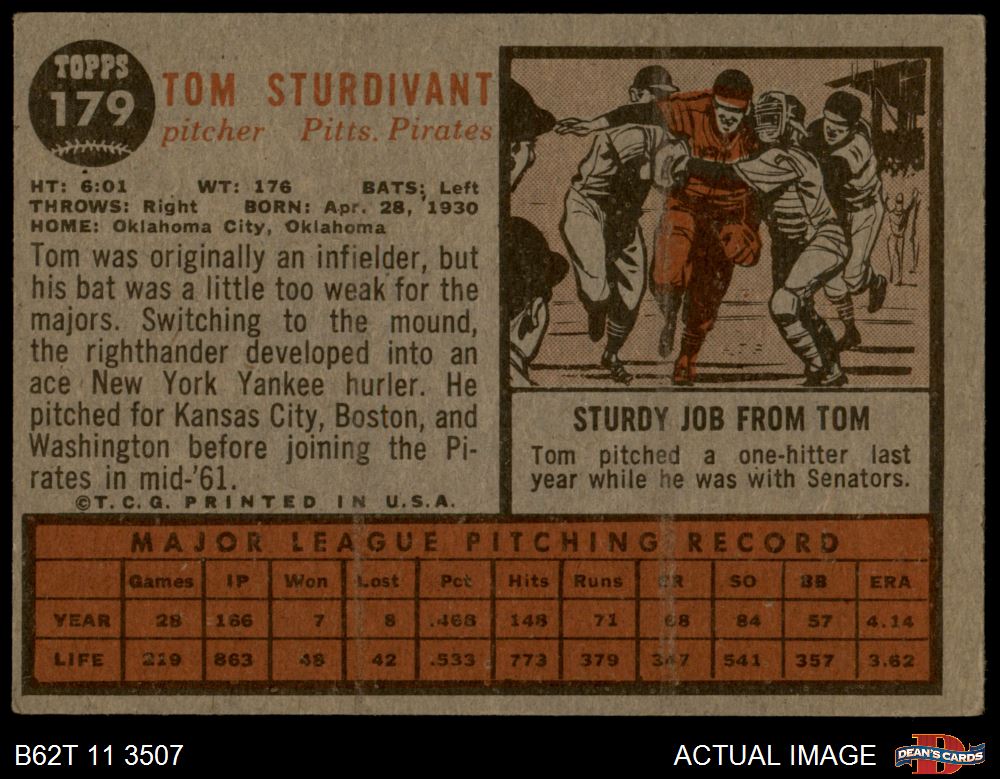 TOPPS
179
TOM STURDIVANT
pitcher Pitts. Pirates
HT: 6:01 WT: 176 BATS: Left
THROWS: Right BORN: Apr. 28, 1930
HOME: Oklahoma City, Oklahoma
Tom was originally an infielder, but
his bat was a little too weak for the
majors. Switching to the mound,
the righthander developed into an
ace New York Yankee hurler. He
pitched for Kansas City, Boston, and
Washington before joining the Pi-
rates in mid-'61.
©T.C.G. PRINTED IN U.S.A.
STURDY JOB FROM TOM
Tom pitched a one-hitter last
year while he was with Senators.
MAJOR LEAGUE PITCHING RECORD
Games IP Won Lost Pct Hits Runs ER SO BB ERA
YEAR 28 166 7 8 .468 148 71 68 84 57 4.14
LIFE 219 863 48 42 .533 773 379 347 541 357 3.62
B62T 11 3507
ACTUAL IMAGE
D
DEAN'S CARDS